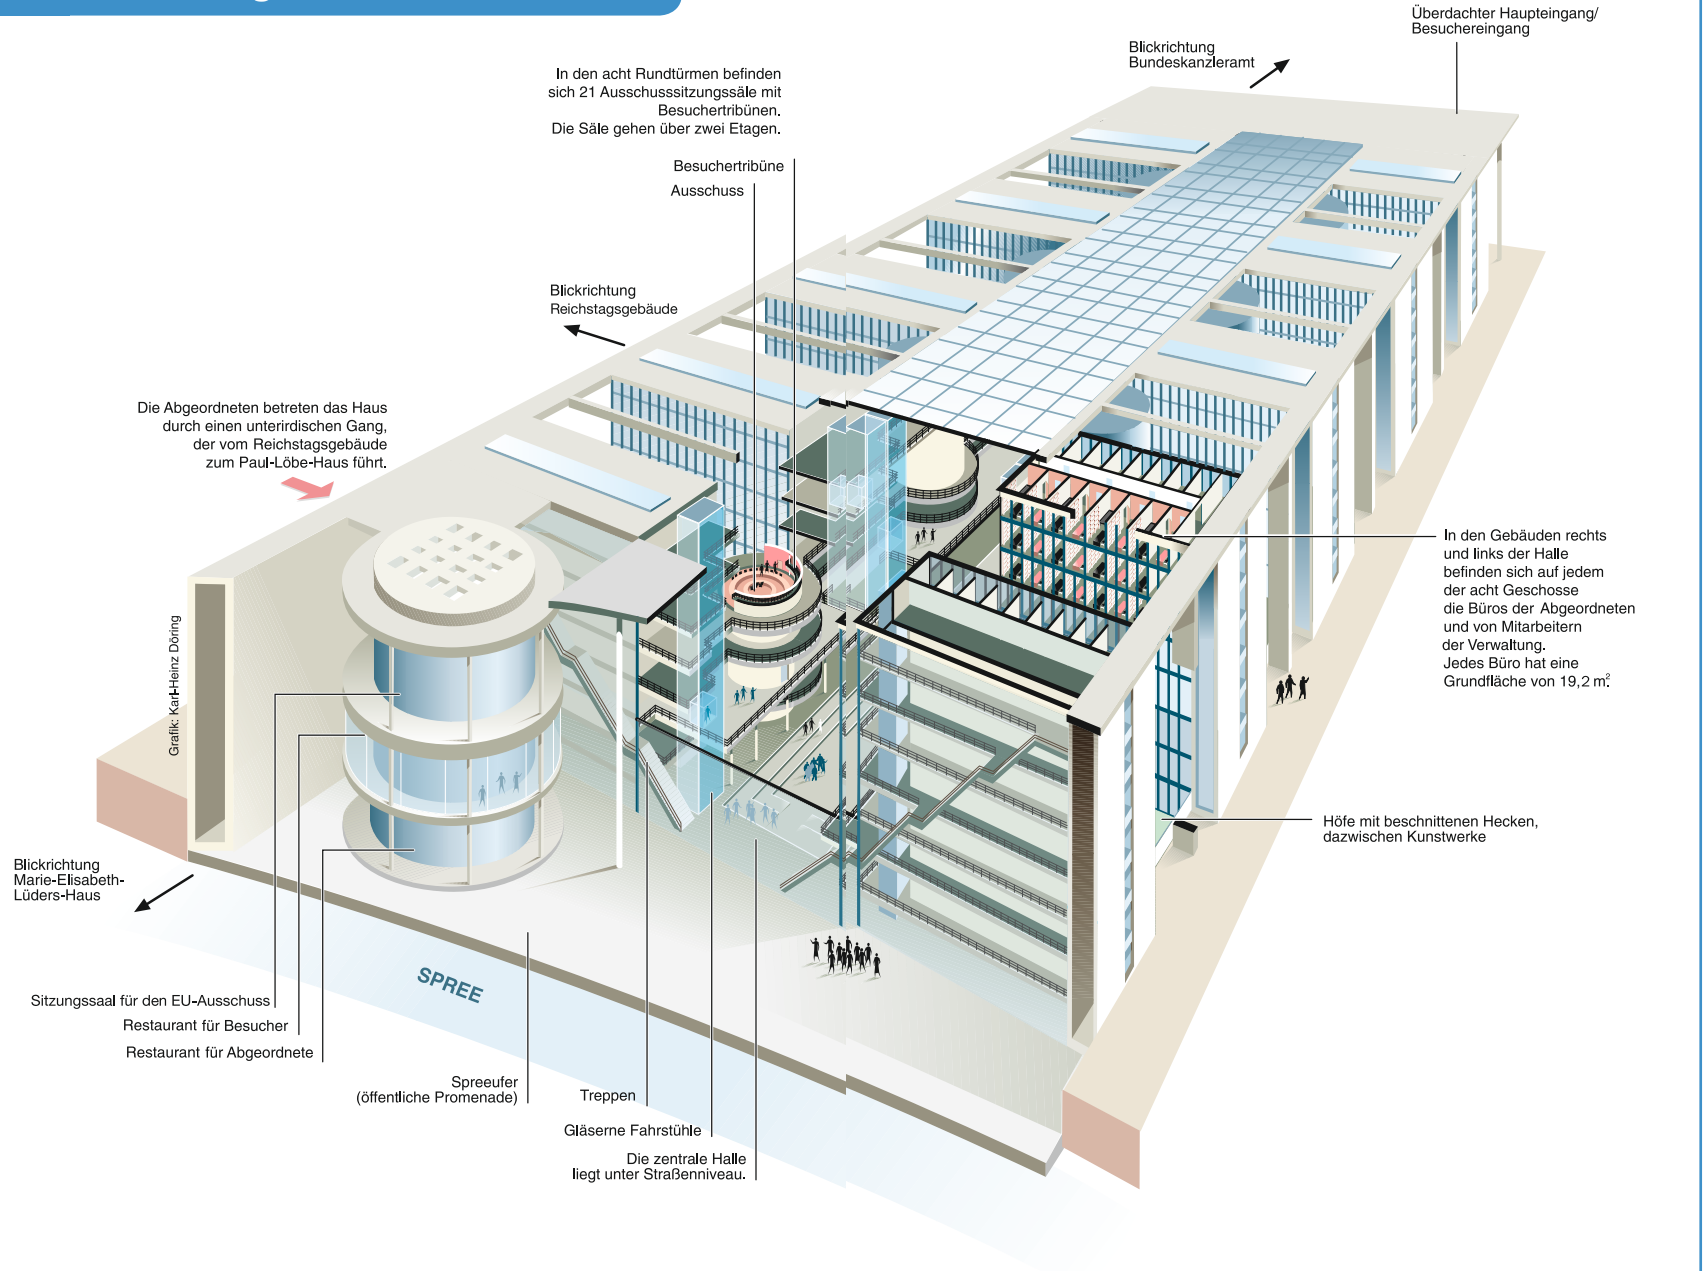 Überdachter Haupteingang/
Besuchereingang
Blickrichtung
Bundeskanzleramt
In den acht Rundtürmen befinden
sich 21 Ausschusssitzungssäle mit
Besuchertribünen.
Die Säle gehen über zwei Etagen.
Besuchertribüne
Ausschuss
Blickrichtung
Reichstagsgebäude
Die Abgeordneten betreten das Haus
durch einen unterirdischen Gang,
der vom Reichstagsgebäude
zum Paul-Löbe-Haus führt.
In den Gebäuden rechts
und links der Halle
befinden sich auf jedem
der acht Geschosse
die Büros der Abgeordneten
und von Mitarbeitern
der Verwaltung.
Jedes Büro hat eine
Grundfläche von 19,2 m².
Grafik: Karl-Heinz Döring
Höfe mit beschnittenen Hecken,
dazwischen Kunstwerke
Blickrichtung
Marie-Elisabeth-
Lüders-Haus
SPREE
Sitzungssaal für den EU-Ausschuss
Restaurant für Besucher
Restaurant für Abgeordnete
Spreeufer
(öffentliche Promenade)
Treppen
Gläserne Fahrstühle
Die zentrale Halle
liegt unter Straßenniveau.